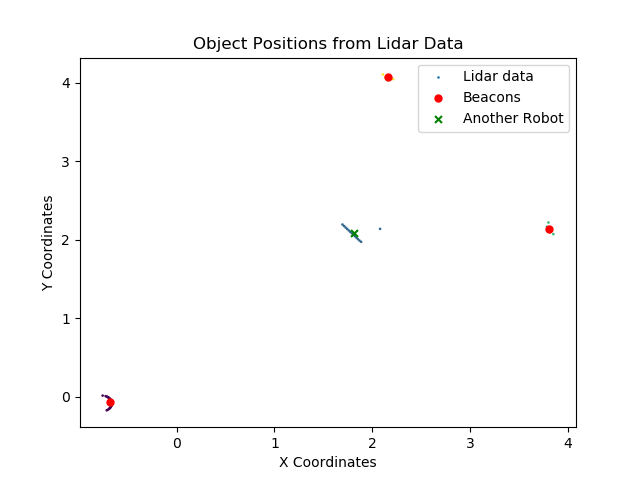 Object Positions from Lidar Data
Lidar data
Beacons
Another Robot
Y Coordinates
4
3
2
1
0
0 1 2 3 4
X Coordinates